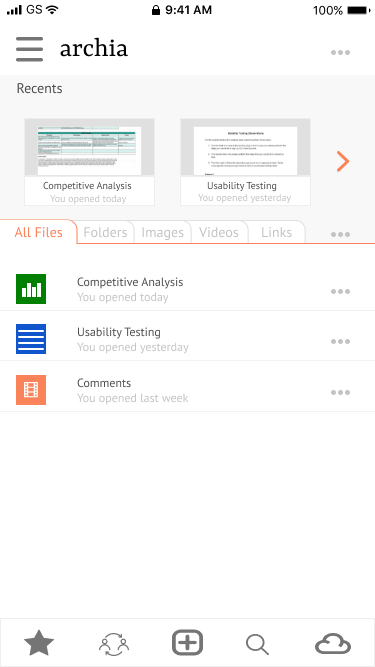 GS 9:41 AM 100%
archia
Recents
Competitive Analysis
You opened today
Usability Testing
You opened yesterday
All Files Folders Images Videos Links
Competitive Analysis
You opened today
Usability Testing
You opened yesterday
Comments
You opened last week